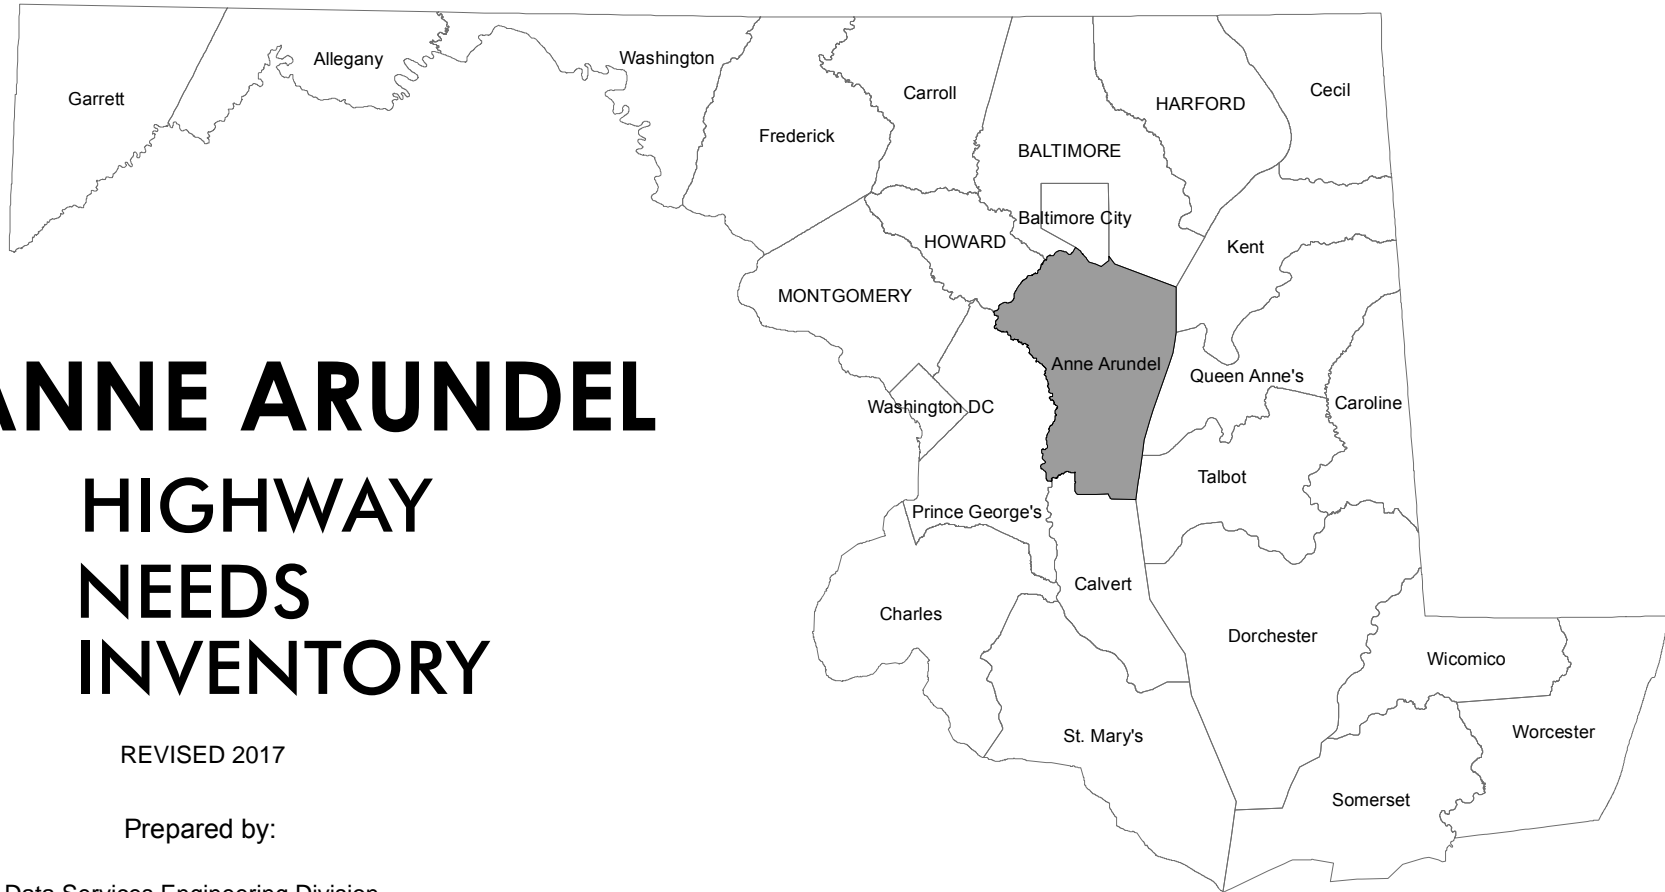 Garrett
Allegany
Washington
Frederick
Carroll
BALTIMORE
HARFORD
Cecil
Baltimore City
HOWARD
Kent
MONTGOMERY
Anne Arundel
Queen Anne's
Caroline
Washington DC
Talbot
Prince George's
Calvert
Charles
Dorchester
Wicomico
St. Mary's
Worcester
Somerset
ANNE ARUNDEL
HIGHWAY
NEEDS
INVENTORY
REVISED 2017
Prepared by:
Data Services Engineering Division